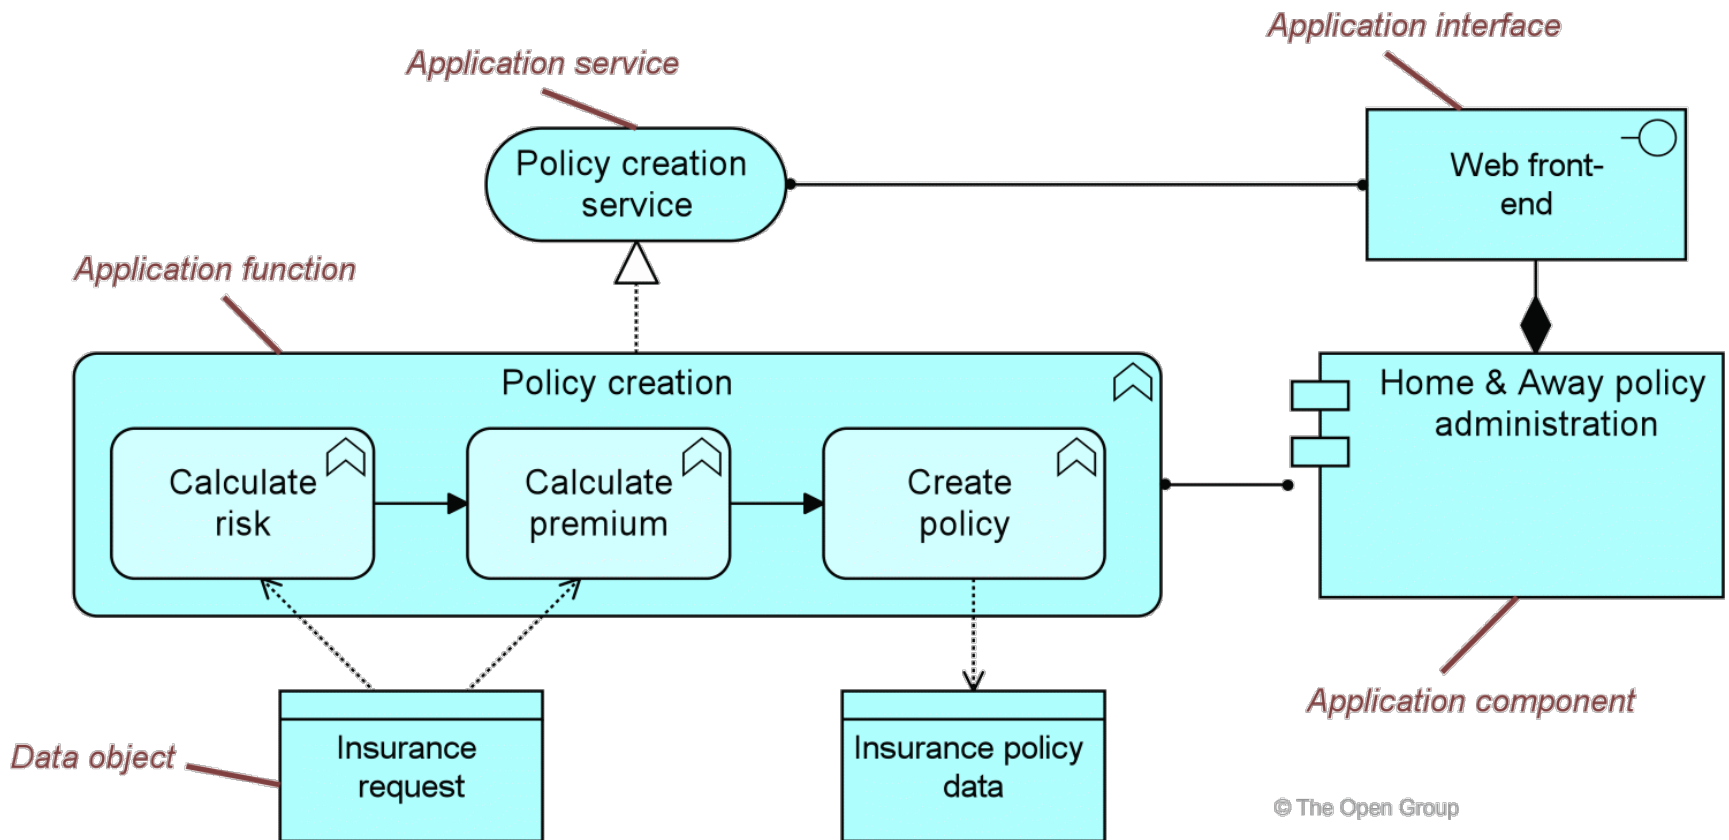 Application interface
Application service
Policy creation
service
Web front-
end
Application function
Policy creation
Home & Away policy
administration
Calculate
risk
Calculate
premium
Create
policy
Application component
Data object
Insurance
request
Insurance policy
data
© The Open Group